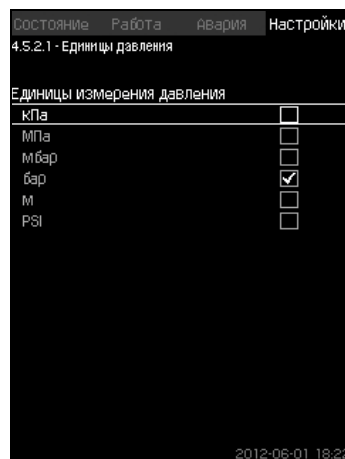 Состояние Работа Авария Настройки
4.5.2.1 - Единицы давления
Единицы измерения давления
кПа
МПа
Мбар
бар
М
PSI
2012-06-01 18:22